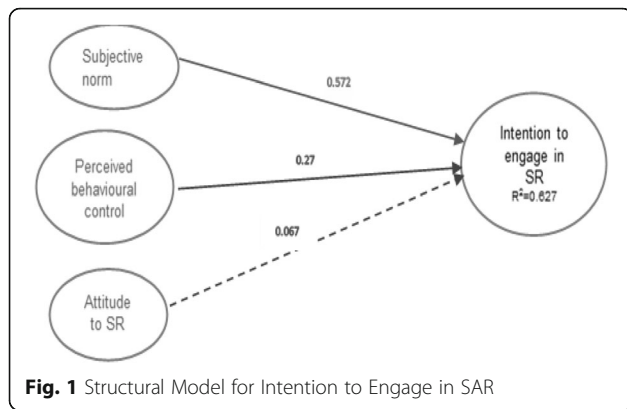 Subjective
norm
0.572
Perceived
behavioural
control
0.27
0.067
Attitude
to SR
Intention to
engage in
SR
R²=0.627
Fig. 1 Structural Model for Intention to Engage in SAR